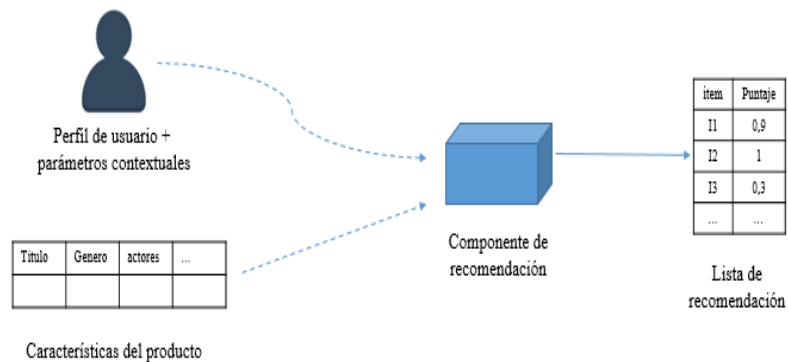 Perfil de usuario +
parámetros contextuales
Titulo Genero actores ...
Características del producto
Componente de
recomendación
item Puntaje
I1 0,9
I2 1
I3 0,3
... ...
Lista de
recomendación